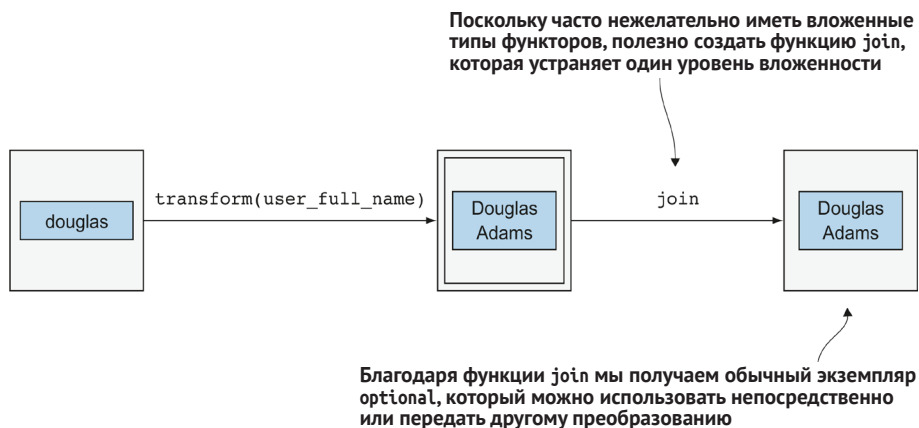 Поскольку часто нежелательно иметь вложенные
типы функторов, полезно создать функцию join,
которая устраняет один уровень вложенности
douglas
transform(user_full_name)
Douglas
Adams
join
Douglas
Adams
Благодаря функции join мы получаем обычный экземпляр
optional, который можно использовать непосредственно
или передать другому преобразованию